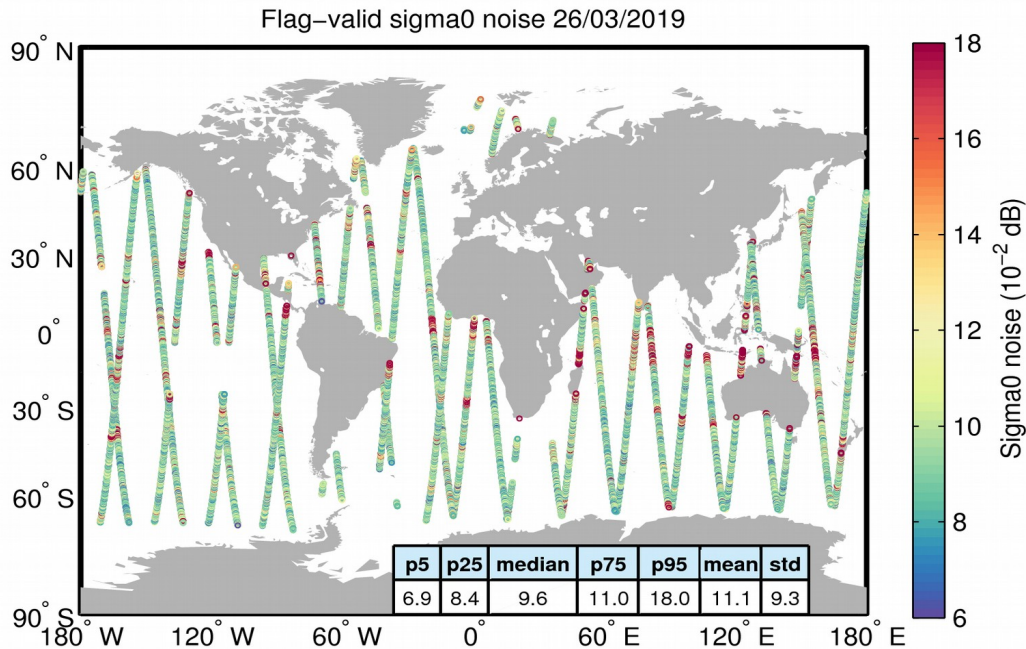 Flag-valid sigma0 noise 26/03/2019
90° N
60° N
30° N
0°
30° S
60° S
90° S
180° W
120° W
60° W
0°
60° E
120° E
180° E
p5 p25 median p75 p95 mean std
6.9 8.4 9.6 11.0 18.0 11.1 9.3
18
16
14
12
10
8
6
Sigma0 noise (10⁻² dB)